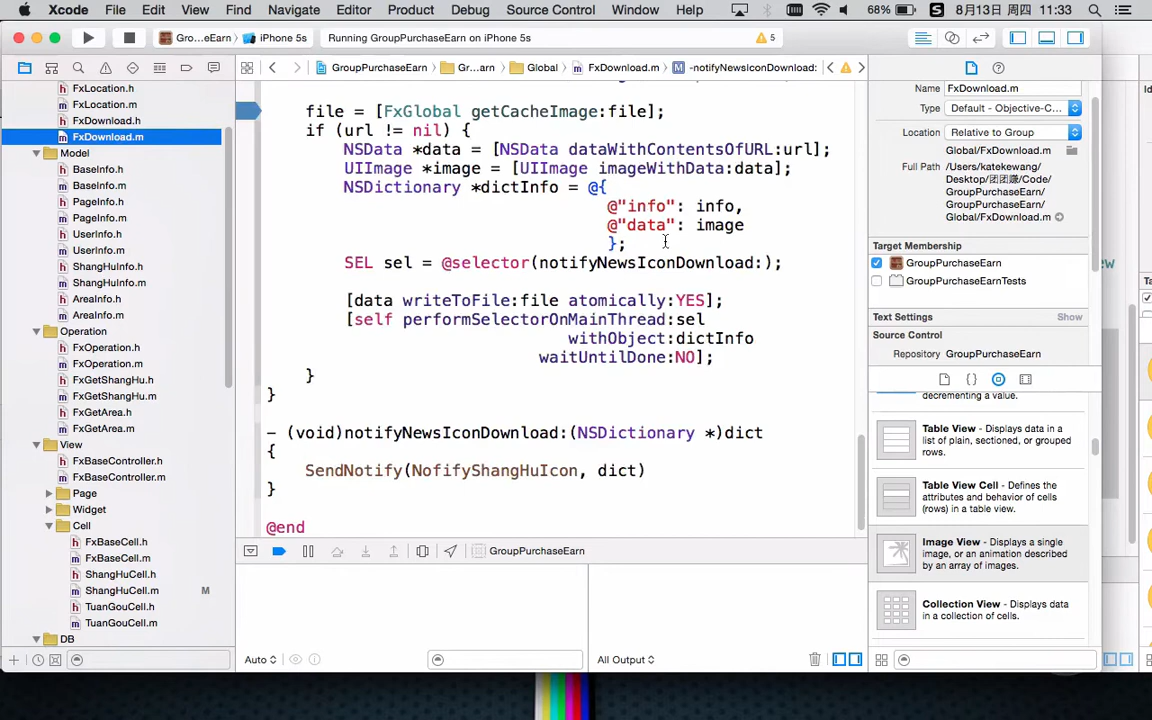 Xcode File Edit View Find Navigate Editor Product Debug Source Control Window Help 68% S 8月13日 周四 11:33
Gro...eEarn iPhone 5s Running GroupPurchaseEarn on iPhone 5s 5
GroupPurchaseEarn Gr...arn Global FxDownload.m M -notifyNewsIconDownload:
FxLocation.h
FxLocation.m
FxDownload.h
FxDownload.m
Model
BaseInfo.h
BaseInfo.m
PageInfo.h
PageInfo.m
UserInfo.h
UserInfo.m
ShangHuInfo.h
ShangHuInfo.m
AreaInfo.h
AreaInfo.m
Operation
FxOperation.h
FxOperation.m
FxGetShangHu.h
FxGetShangHu.m
FxGetArea.h
FxGetArea.m
View
FxBaseController.h
FxBaseController.m
Page
Widget
Cell
FxBaseCell.h
FxBaseCell.m
ShangHuCell.h
ShangHuCell.m M
TuanGouCell.h
TuanGouCell.m
DB
file = [FxGlobal getCacheImage:file];
if (url != nil) {
NSData *data = [NSData dataWithContentsOfURL:url];
UIImage *image = [UIImage imageWithData:data];
NSDictionary *dictInfo = @{
@"info": info,
@"data": image
};
SEL sel = @selector(notifyNewsIconDownload:);
[data writeToFile:file atomically:YES];
[self performSelectorOnMainThread:sel
withObject:dictInfo
waitUntilDone:NO];
}
}
- (void)notifyNewsIconDownload:(NSDictionary *)dict
{
SendNotify(NofifyShangHuIcon, dict)
}
@end
GroupPurchaseEarn
Auto
All Output
Name FxDownload.m
Type Default - Objective-C...
Location Relative to Group
Global/FxDownload.m
Full Path /Users/katekewang/
Desktop/团团赚/Code/
GroupPurchaseEarn/
GroupPurchaseEarn/
Global/FxDownload.m
Target Membership
GroupPurchaseEarn
GroupPurchaseEarnTests
Text Settings Show
Source Control
Repository GroupPurchaseEarn
decrementing a value.
Table View - Displays data in
a list of plain, sectioned, or grouped
rows.
Table View Cell - Defines the
attributes and behavior of cells
(rows) in a table view.
Image View - Displays a single
image, or an animation described
by an array of images.
Collection View - Displays data
in a collection of cells.
Ide
ew